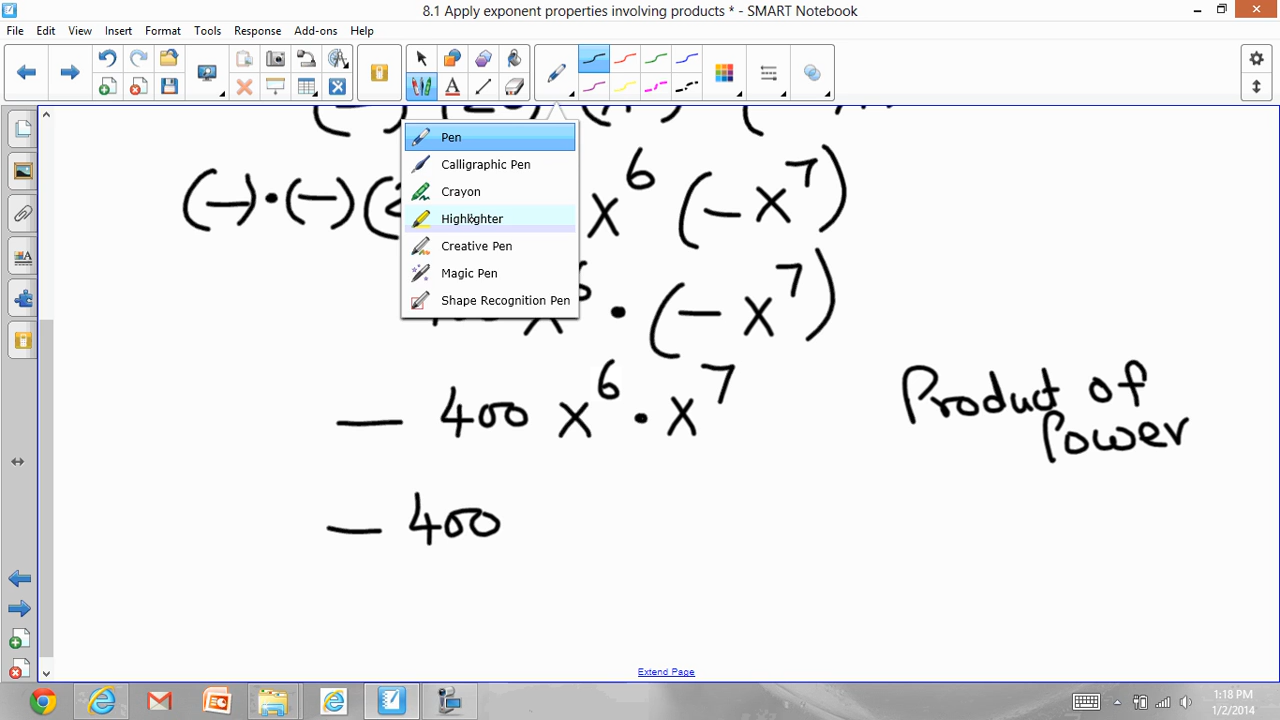 8.1 Apply exponent properties involving products * - SMART Notebook
File Edit View Insert Format Tools Response Add-ons Help
Pen
Calligraphic Pen
Crayon
Highlighter
Creative Pen
Magic Pen
Shape Recognition Pen
(−)·(−)( x⁶ (−x⁷)
· (−x⁷)
− 400 x⁶ · x⁷
Product of
Power
− 400
Extend Page
1:18 PM
1/2/2014